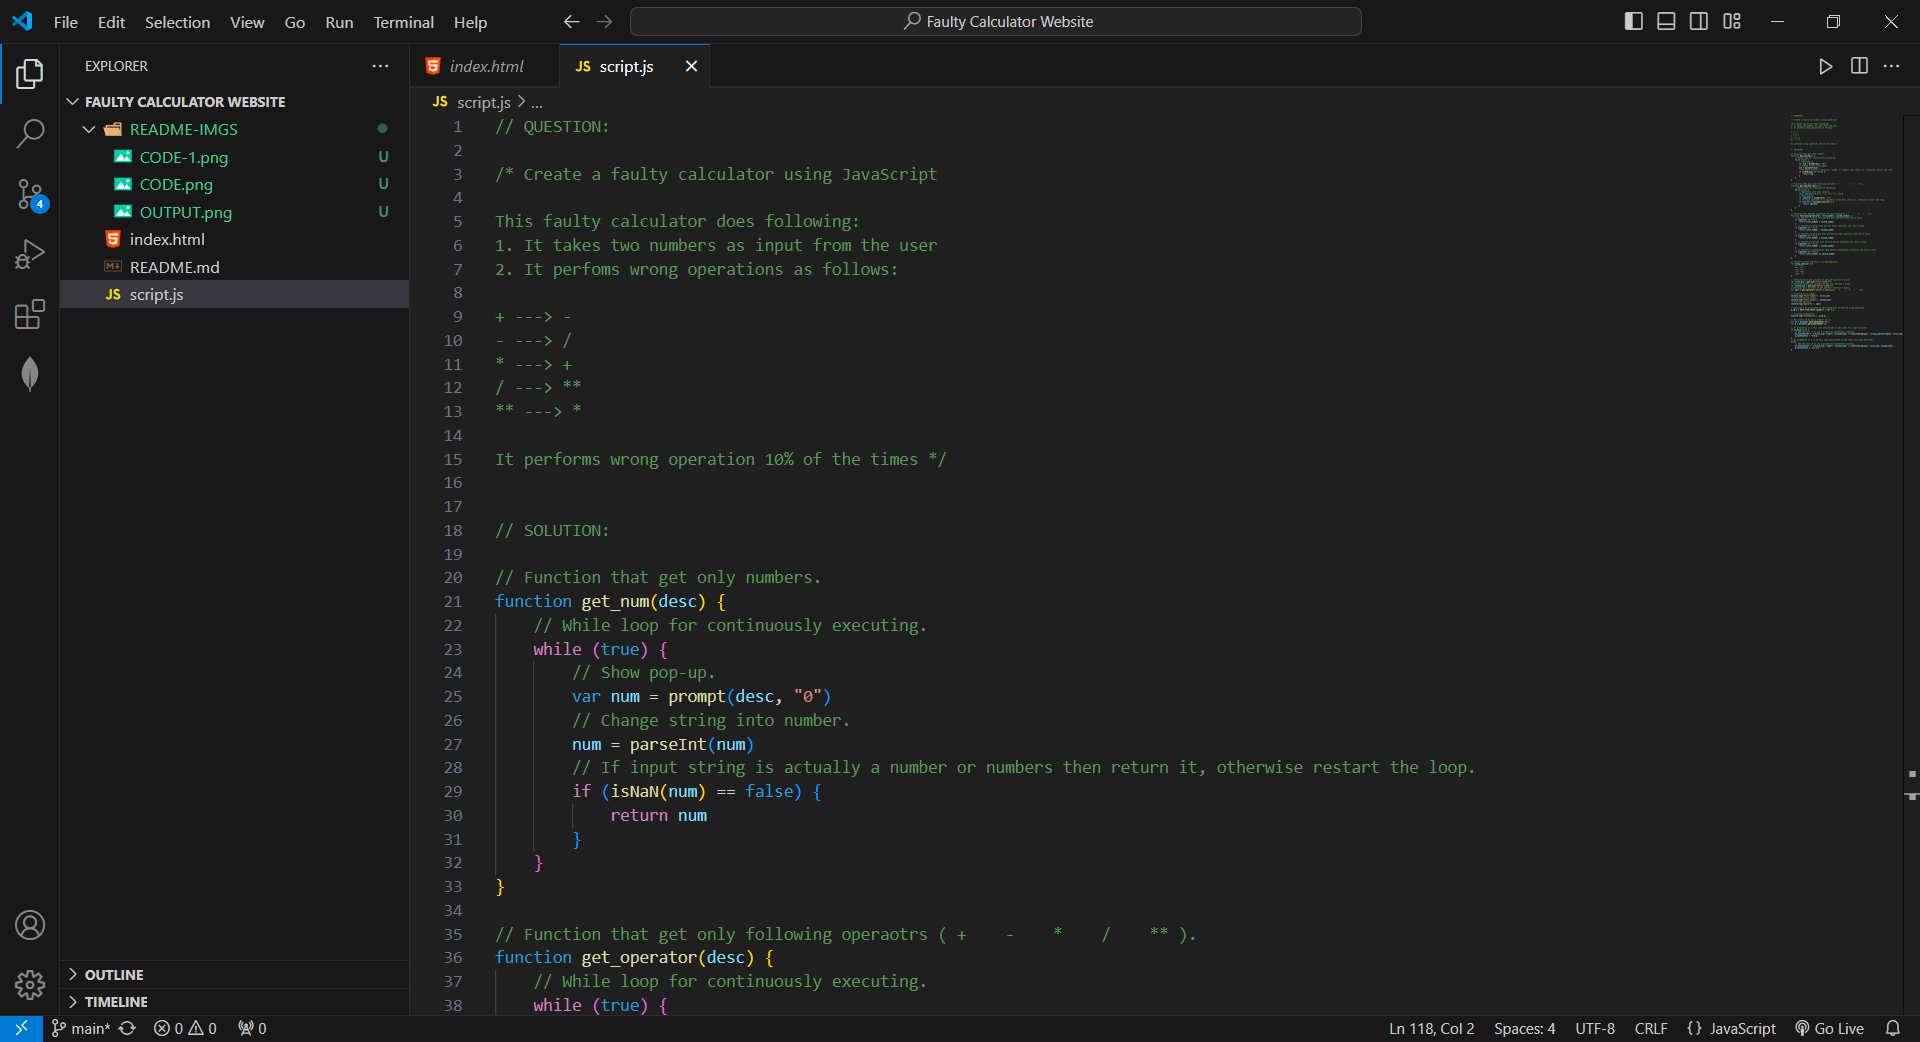 File Edit Selection View Go Run Terminal Help
Faulty Calculator Website
EXPLORER
FAULTY CALCULATOR WEBSITE
README-IMGS
CODE-1.png U
CODE.png U
OUTPUT.png U
index.html
README.md
JS script.js
4
OUTLINE
TIMELINE
index.html
JS script.js
JS script.js > ...
1 // QUESTION:
2
3 /* Create a faulty calculator using JavaScript
4
5 This faulty calculator does following:
6 1. It takes two numbers as input from the user
7 2. It perfoms wrong operations as follows:
8
9 + ---> -
10 - ---> /
11 * ---> +
12 / ---> **
13 ** ---> *
14
15 It performs wrong operation 10% of the times */
16
17
18 // SOLUTION:
19
20 // Function that get only numbers.
21 function get_num(desc) {
22     // While loop for continuously executing.
23     while (true) {
24         // Show pop-up.
25         var num = prompt(desc, "0")
26         // Change string into number.
27         num = parseInt(num)
28         // If input string is actually a number or numbers then return it, otherwise restart the loop.
29         if (isNaN(num) == false) {
30             return num
31         }
32     }
33 }
34
35 // Function that get only following operaotrs ( +    -    *    /    ** ).
36 function get_operator(desc) {
37     // While loop for continuously executing.
38     while (true) {
main* 0 0 0 Ln 118, Col 2 Spaces: 4 UTF-8 CRLF {} JavaScript Go Live